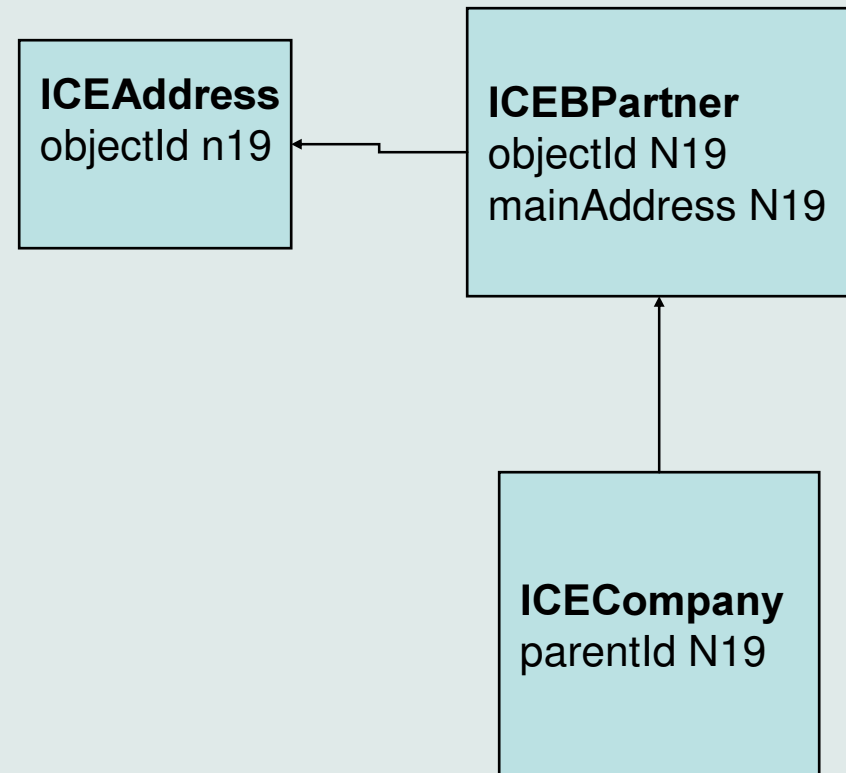 ICEAddress
objectId n19
ICEBPartner
objectId N19
mainAddress N19
ICECompany
parentId N19